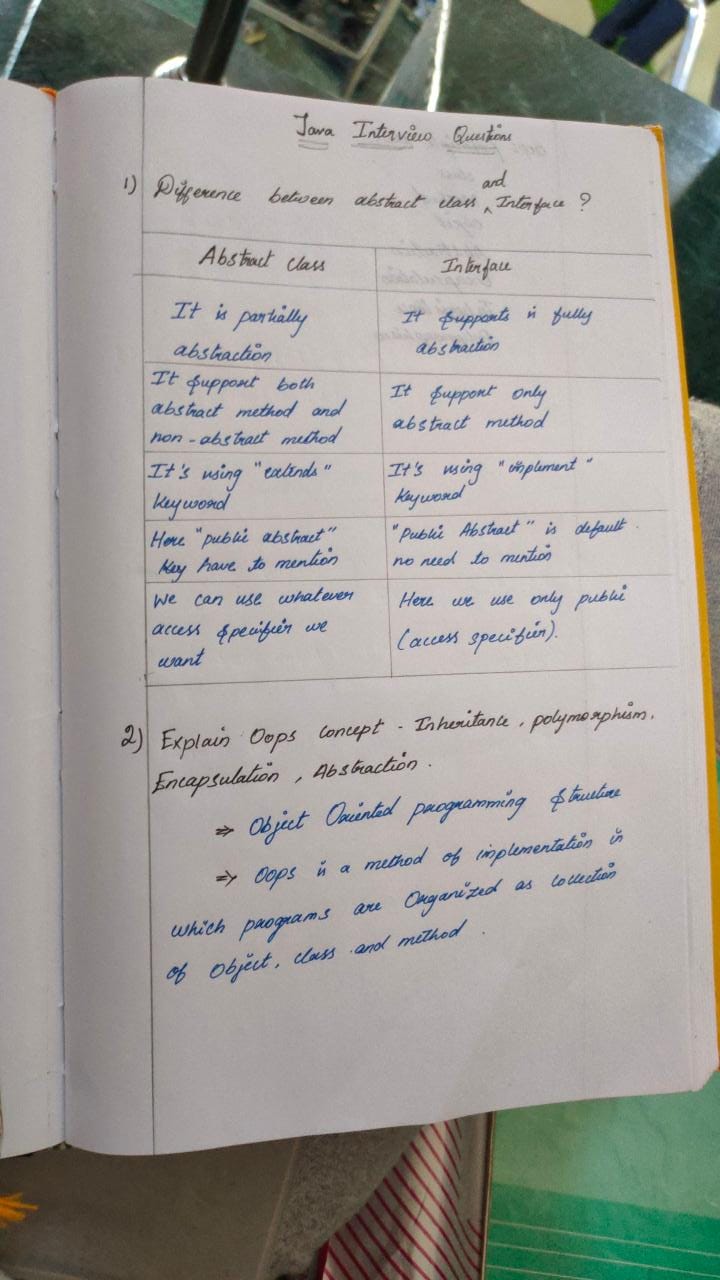 Java Interview Questions
1) Difference between abstract class and Interface ?
Abstract class
Interface
It is partially
abstraction
It supports is fully
abstraction
It support both
abstract method and
non-abstract method
It support only
abstract method
It's using "extends"
keyword
It's using "implement"
keyword
Here "public abstract"
key have to mention
"Public Abstract" is default.
no need to mention
We can use whatever
access specifier we
want
Here we use only public
(access specifier).
2) Explain Oops concept - Inheritance, polymorphism,
Encapsulation, Abstraction.
⇒ Object Oriented programming structure
⇒ Oops is a method of implementation in
which programs are Organized as collection
of object, class and method.